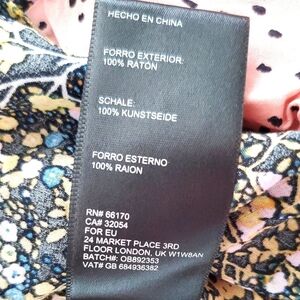 HECHO EN CHINA
FORRO EXTERIOR:
100% RATON
SCHALE:
100% KUNSTSEIDE
FORRO ESTERNO
100% RAION
RN# 66170
CA# 32054
FOR EU
24 MARKET PLACE 3RD
FLOOR LONDON, UK W1W8AN
BATCH#: OB892353
VAT# GB 684936382